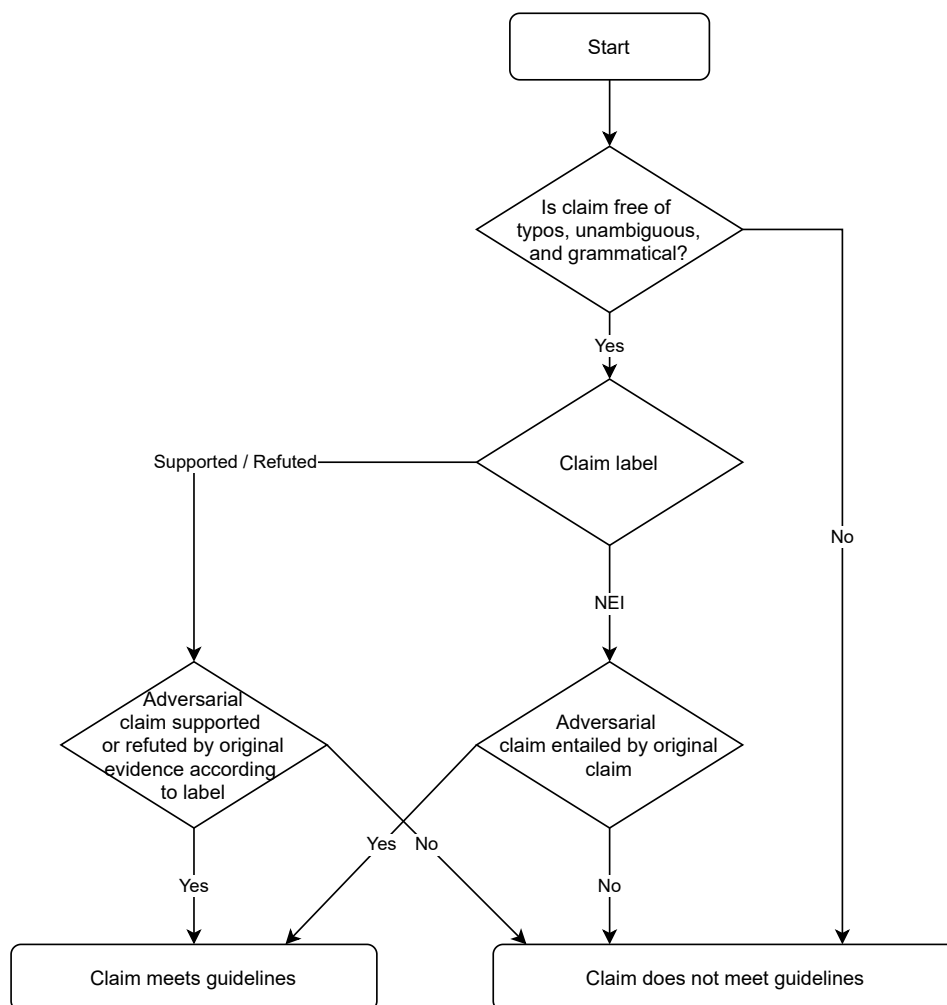 Start
Is claim free of
typos, unambiguous,
and grammatical?
Yes
Claim label
Supported / Refuted
No
NEI
Adversarial
claim supported
or refuted by original
evidence according
to label
Adversarial
claim entailed by original
claim
Yes
No
Yes
No
Claim meets guidelines
Claim does not meet guidelines